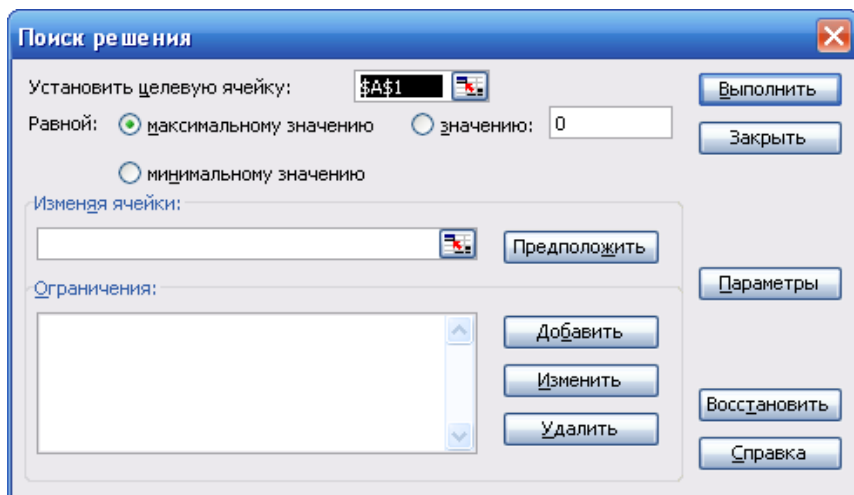 Поиск решения
Установить целевую ячейку: $A$1
Выполнить
Равной: максимальному значению значению: 0
Закрыть
минимальному значению
Изменяя ячейки:
Предположить
Параметры
Ограничения:
Добавить
Изменить
Удалить
Восстановить
Справка